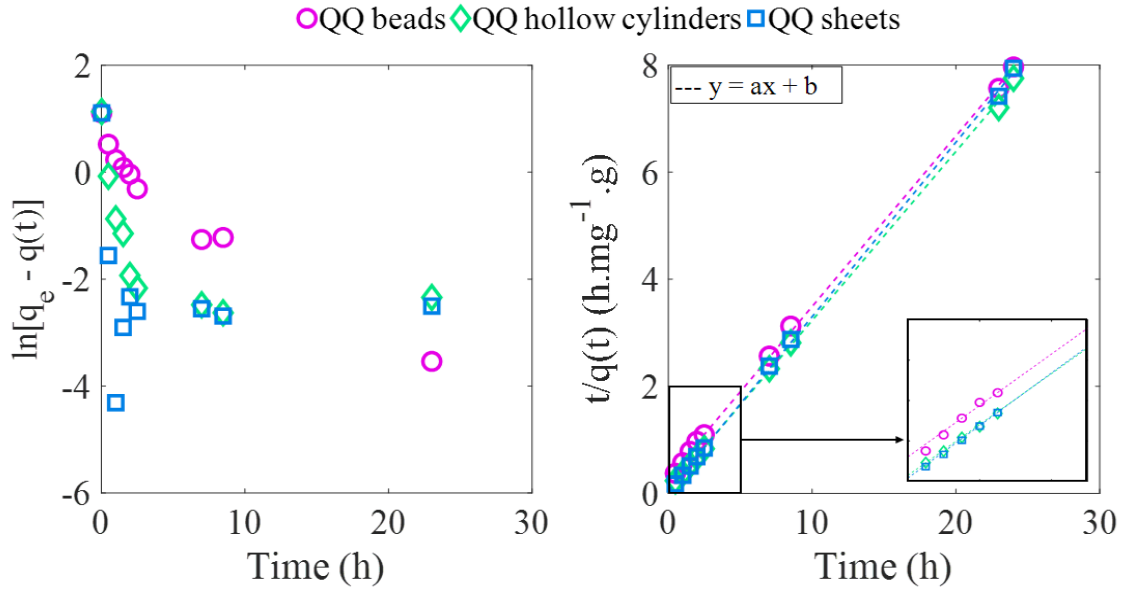 QQ beads QQ hollow cylinders QQ sheets
2
0
-2
-4
-6
0 10 20 30
Time (h)
ln[q_e - q(t)]
8
6
4
2
0
0 10 20 30
Time (h)
t/q(t) (h.mg^-1.g)
--- y = ax + b